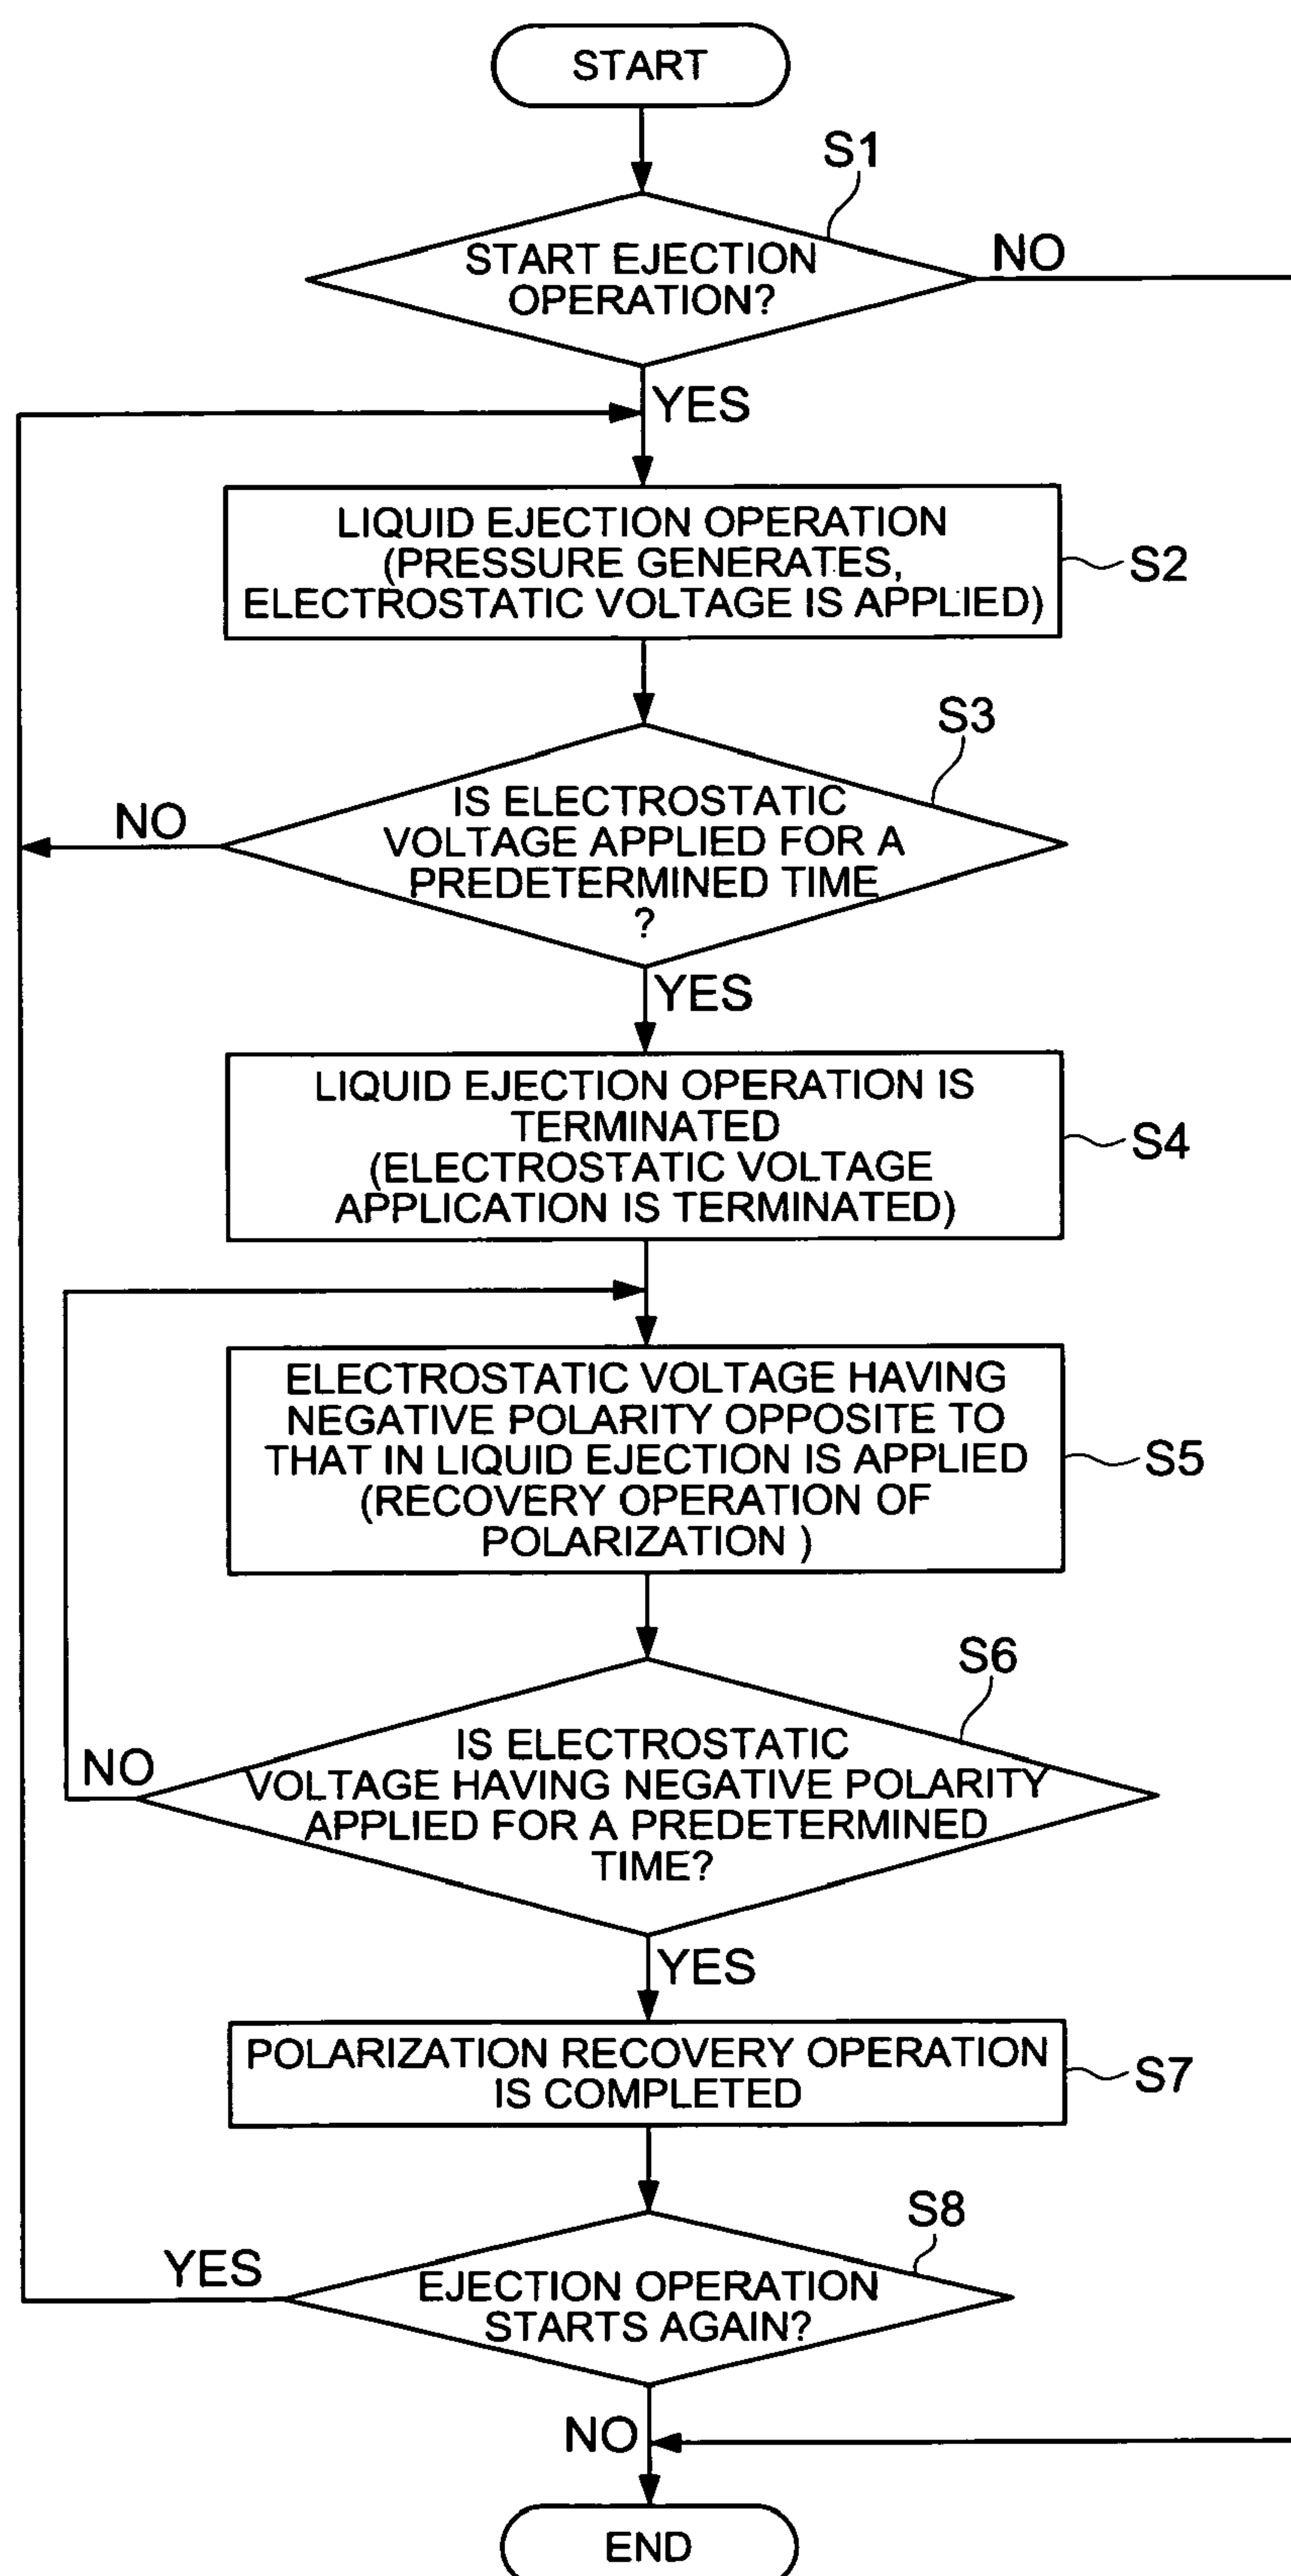 START
S1
START EJECTION
OPERATION?
NO
YES
LIQUID EJECTION OPERATION
(PRESSURE GENERATES,
ELECTROSTATIC VOLTAGE IS APPLIED)
S2
S3
IS ELECTROSTATIC
VOLTAGE APPLIED FOR A
PREDETERMINED TIME
?
NO
YES
LIQUID EJECTION OPERATION IS
TERMINATED
(ELECTROSTATIC VOLTAGE
APPLICATION IS TERMINATED)
S4
ELECTROSTATIC VOLTAGE HAVING
NEGATIVE POLARITY OPPOSITE TO
THAT IN LIQUID EJECTION IS APPLIED
(RECOVERY OPERATION OF
POLARIZATION )
S5
S6
IS ELECTROSTATIC
VOLTAGE HAVING NEGATIVE POLARITY
APPLIED FOR A PREDETERMINED
TIME?
NO
YES
POLARIZATION RECOVERY OPERATION
IS COMPLETED
S7
S8
YES
EJECTION OPERATION
STARTS AGAIN?
NO
END